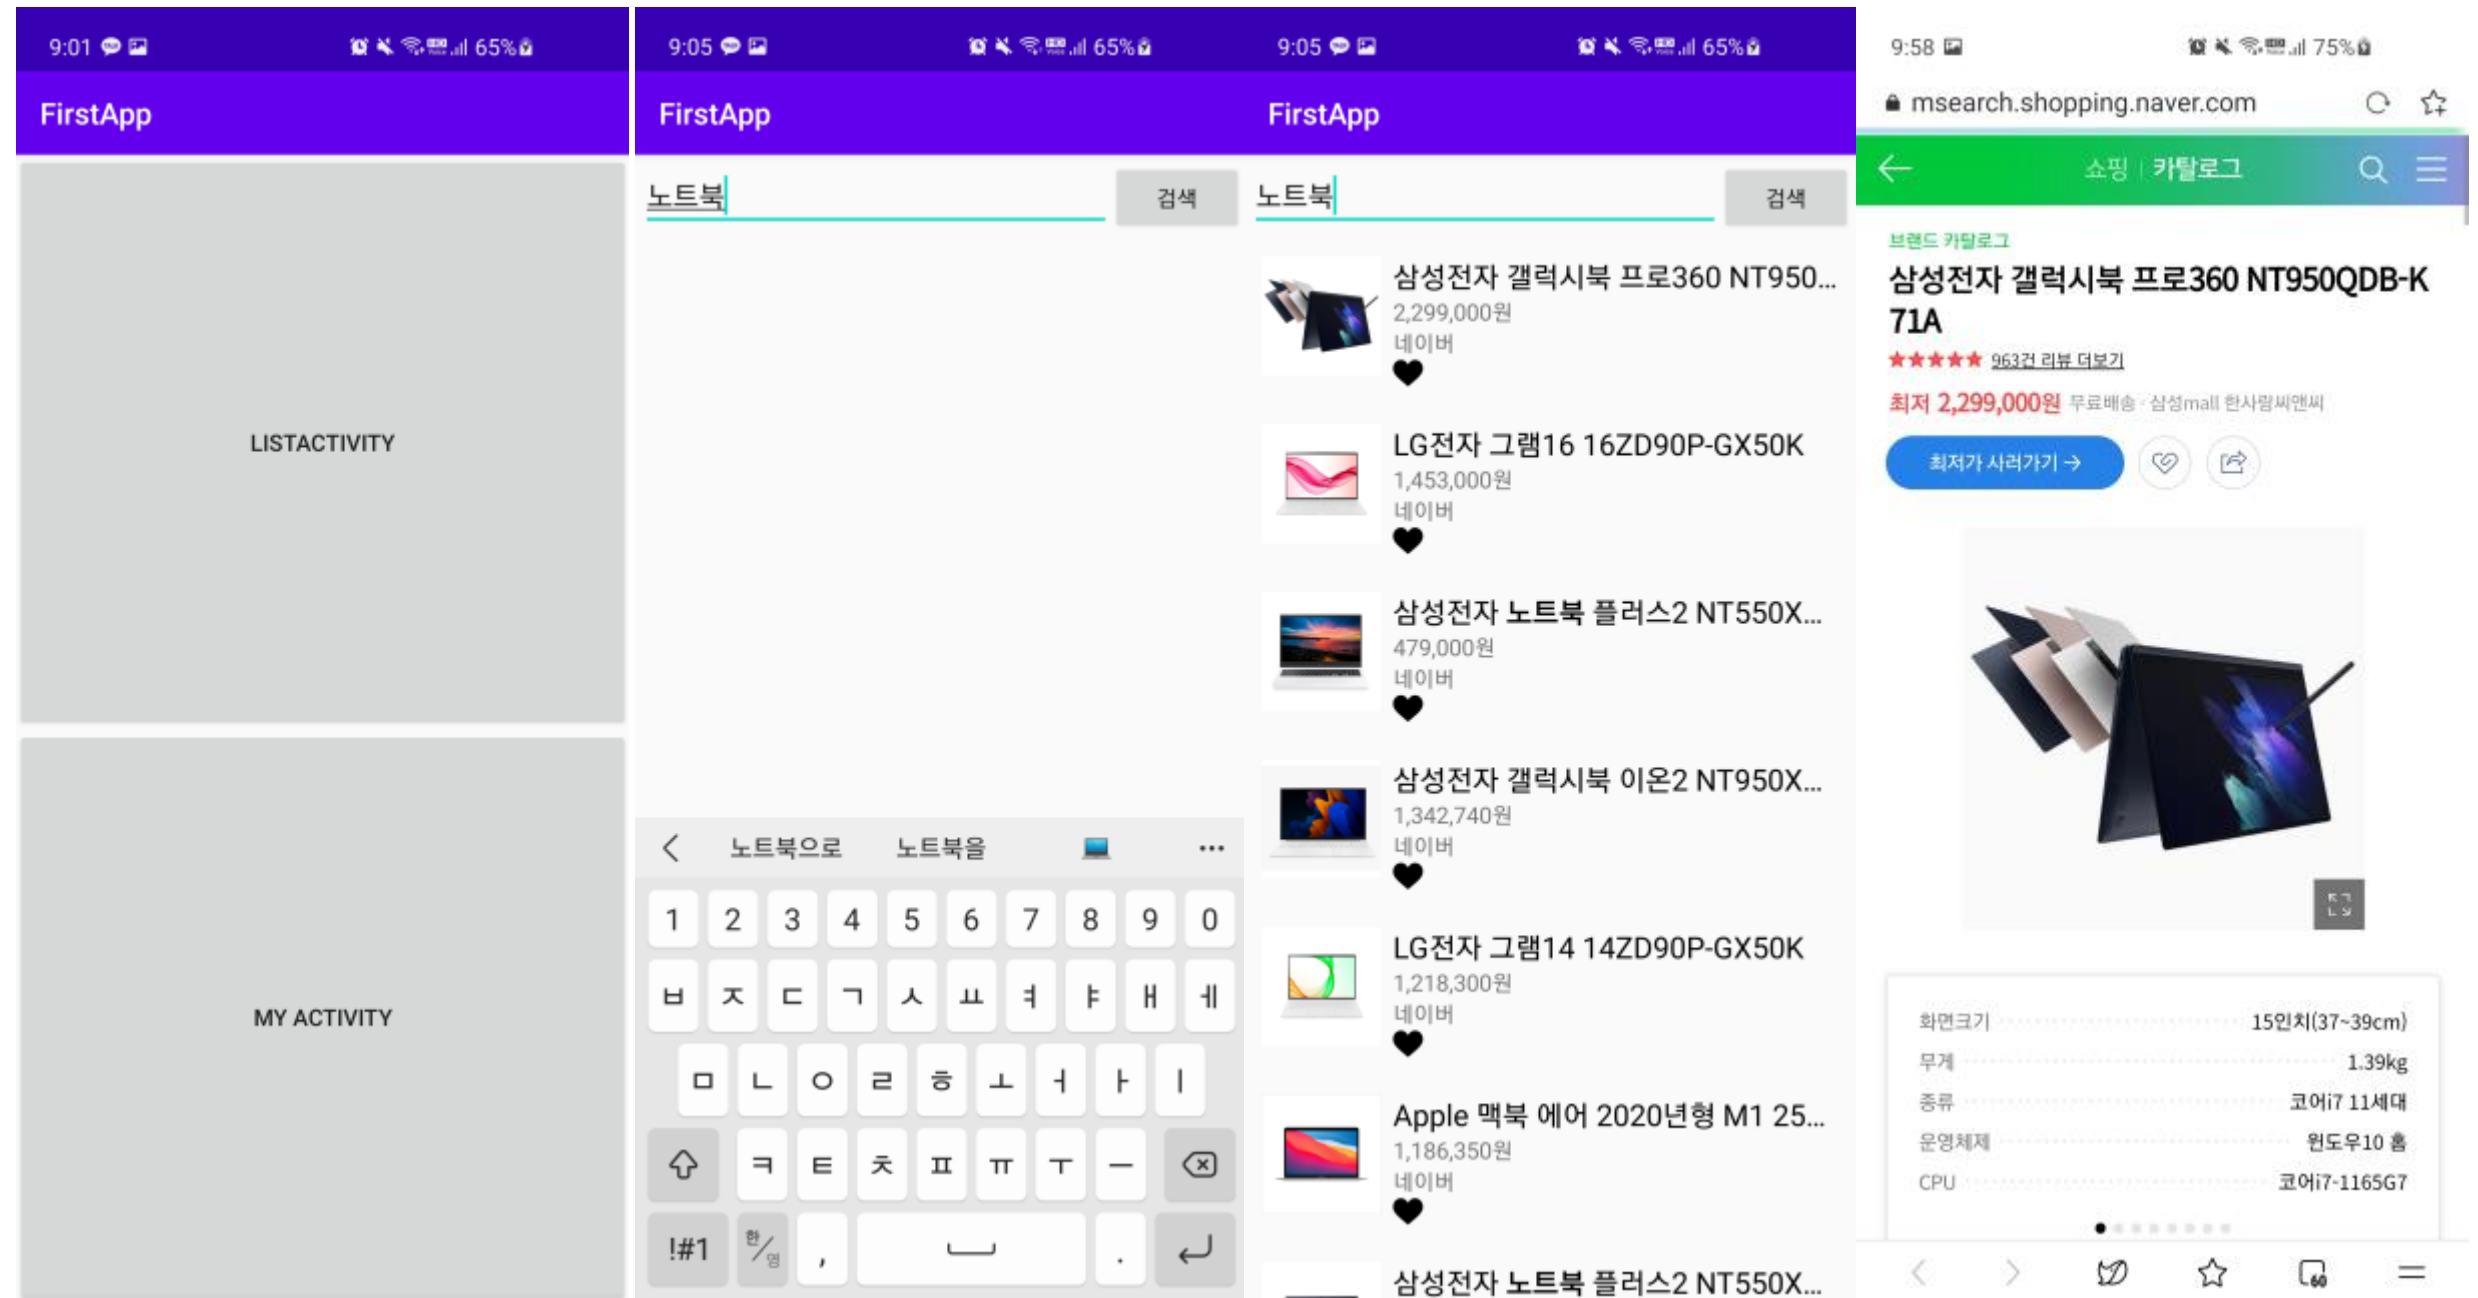 9:01
65%
FirstApp
LISTACTIVITY
MY ACTIVITY
9:05
65%
FirstApp
노트북
검색
노트북으로 노트북을 ...
1 2 3 4 5 6 7 8 9 0
ㅂ ㅈ ㄷ ㄱ ㅅ ㅛ ㅕ ㅑ ㅐ ㅔ
ㅁ ㄴ ㅇ ㄹ ㅎ ㅗ ㅓ ㅏ ㅣ
ㅋ ㅌ ㅊ ㅍ ㅠ ㅜ ㅡ
!#1 한/영 , .
9:05
65%
FirstApp
노트북
검색
삼성전자 갤럭시북 프로360 NT950...
2,299,000원
네이버
LG전자 그램16 16ZD90P-GX50K
1,453,000원
네이버
삼성전자 노트북 플러스2 NT550X...
479,000원
네이버
삼성전자 갤럭시북 이온2 NT950X...
1,342,740원
네이버
LG전자 그램14 14ZD90P-GX50K
1,218,300원
네이버
Apple 맥북 에어 2020년형 M1 25...
1,186,350원
네이버
삼성전자 노트북 플러스2 NT550X...
9:58
75%
msearch.shopping.naver.com
쇼핑 | 카탈로그
브랜드 카탈로그
삼성전자 갤럭시북 프로360 NT950QDB-K
71A
963건 리뷰 더보기
최저 2,299,000원 무료배송 · 삼성mall 한사랑씨앤씨
최저가 사러가기 →
화면크기 15인치(37~39cm)
무게 1.39kg
종류 코어i7 11세대
운영체제 윈도우10 홈
CPU 코어i7-1165G7
60